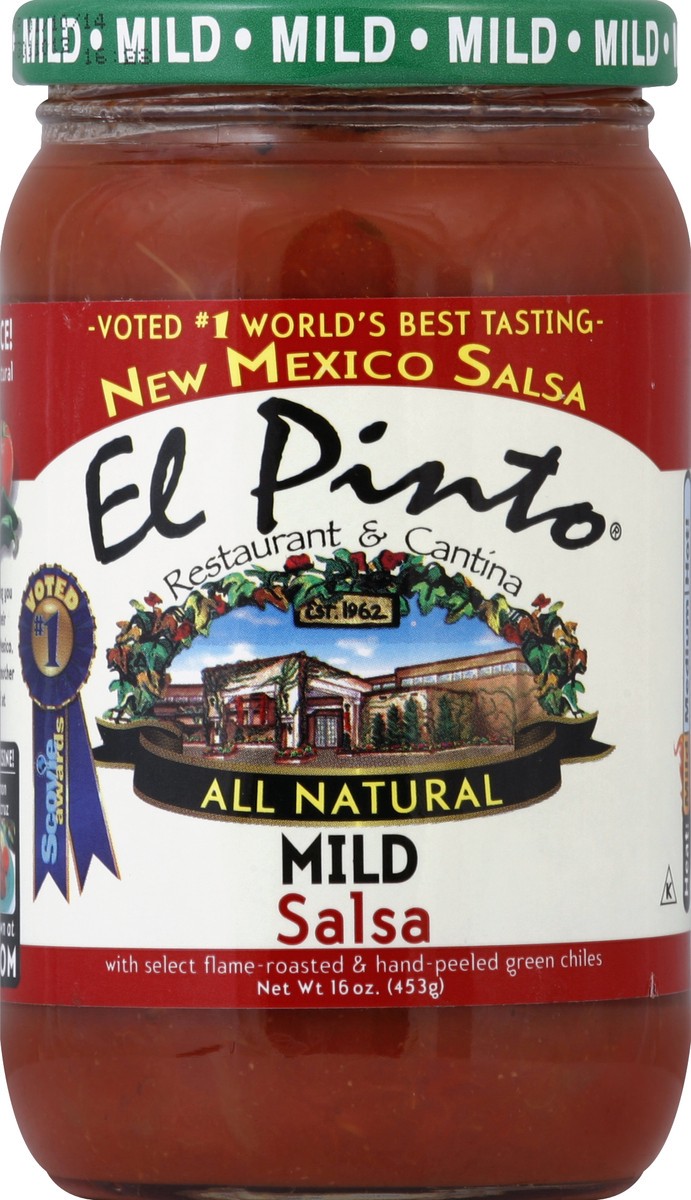 MILD • MILD • MILD • MILD • MILD •
-VOTED #1 WORLD'S BEST TASTING-
NEW MEXICO SALSA
El Pinto®
Restaurant & Cantina
EST. 1962
VOTED
#1
Scovie
awards
ALL NATURAL
MILD
Salsa
K
with select flame-roasted & hand-peeled green chiles
Net Wt 16 oz. (453g)